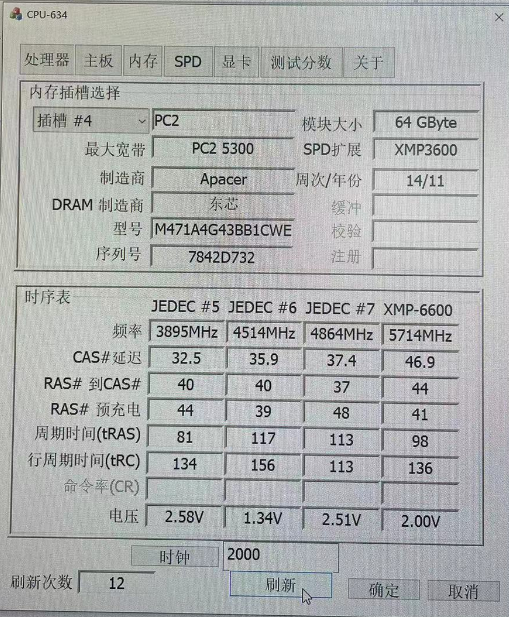 CPU-634
处理器 主板 内存 SPD 显卡 测试分数 关于
内存插槽选择
插槽 #4 PC2 模块大小 64 GByte
最大宽带 PC2 5300 SPD扩展 XMP3600
制造商 Apacer 周次/年份 14/11
DRAM 制造商 东芯 缓冲
型号 M471A4G43BB1CWE 校验
序列号 7842D732 注册
时序表
JEDEC #5 JEDEC #6 JEDEC #7 XMP-6600
频率 3895MHz 4514MHz 4864MHz 5714MHz
CAS#延迟 32.5 35.9 37.4 46.9
RAS# 到CAS# 40 40 37 44
RAS# 预充电 44 39 48 41
周期时间(tRAS) 81 117 113 98
行周期时间(tRC) 134 156 113 136
命令率(CR)
电压 2.58V 1.34V 2.51V 2.00V
时钟 2000
刷新次数 12 刷新 确定 取消